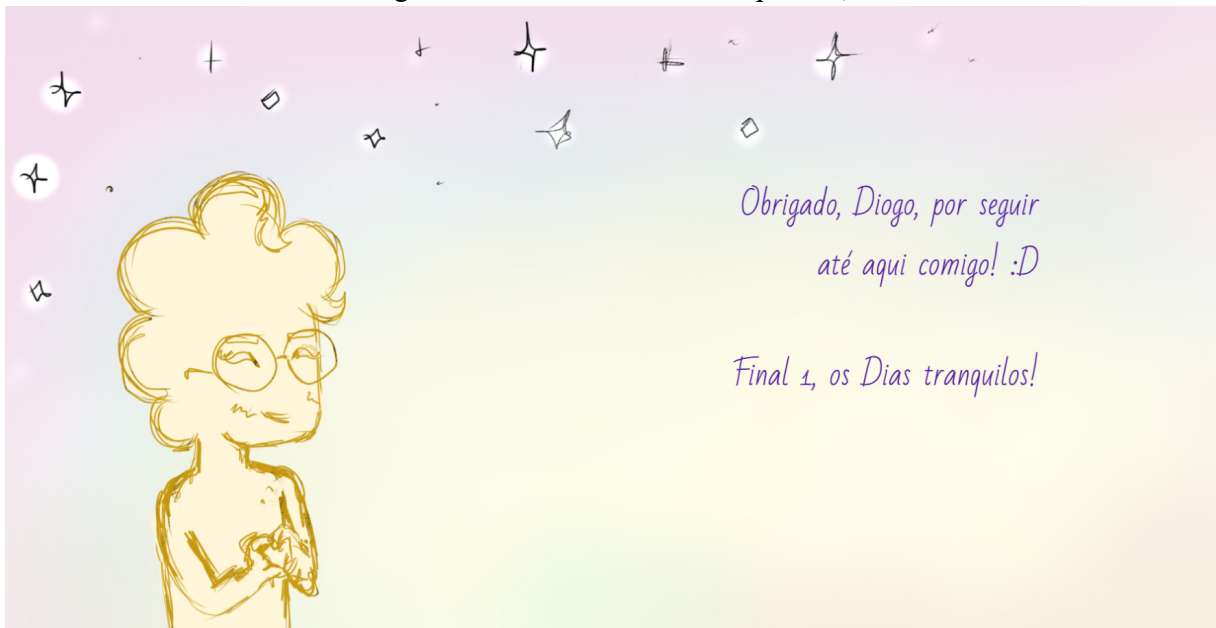 Obrigado, Diogo, por seguir
até aqui comigo! :D
Final 1, os Dias tranquilos!